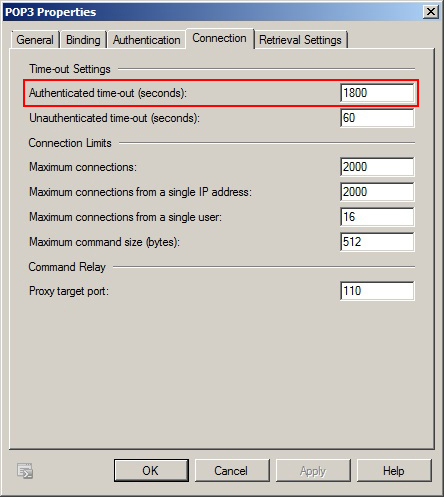 POP3 Properties
General Binding Authentication Connection Retrieval Settings
Time-out Settings
Authenticated time-out (seconds): 1800
Unauthenticated time-out (seconds): 60
Connection Limits
Maximum connections: 2000
Maximum connections from a single IP address: 2000
Maximum connections from a single user: 16
Maximum command size (bytes): 512
Command Relay
Proxy target port: 110
OK Cancel Apply Help